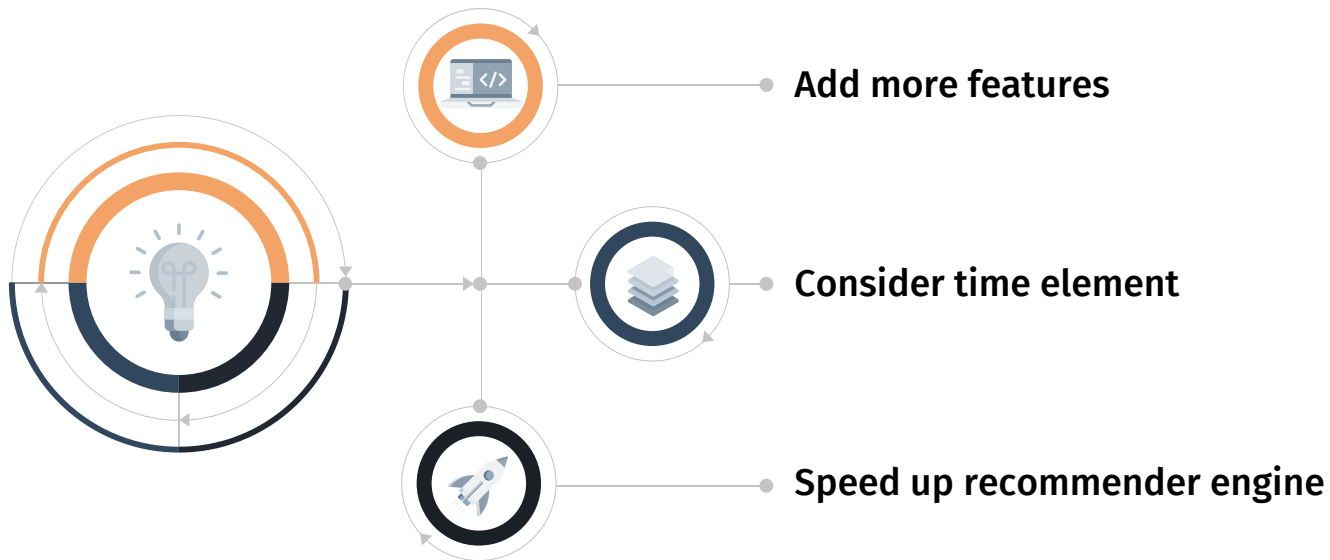 </>
Add more features
Consider time element
Speed up recommender engine